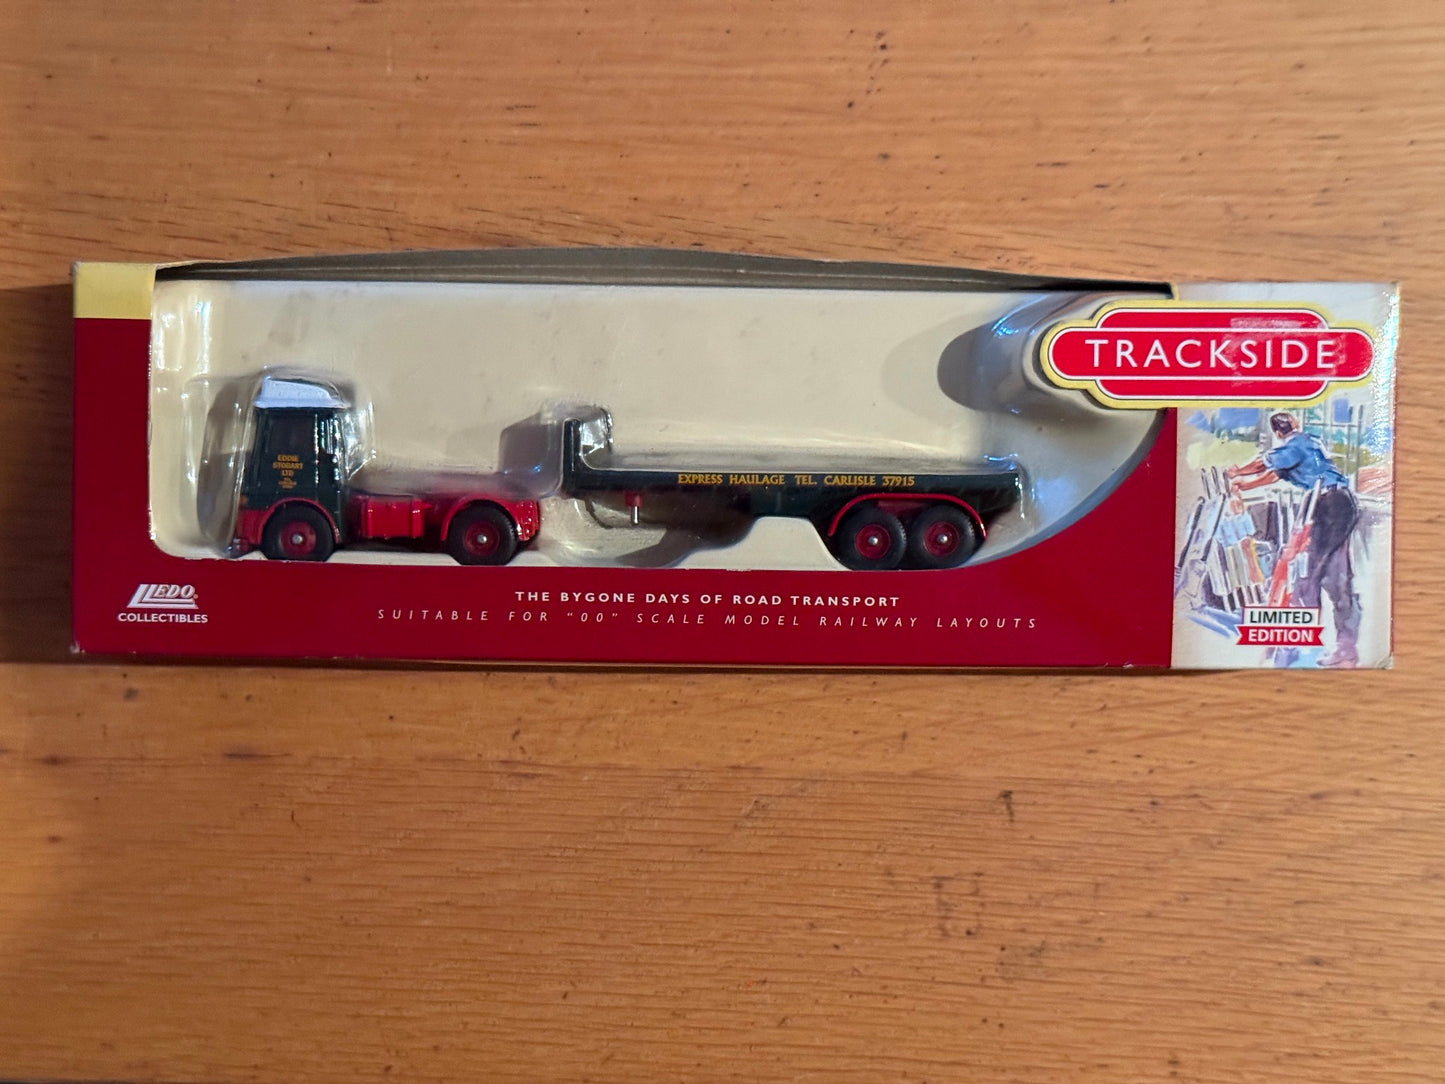 TRACKSIDE
EDDIE
STOBART
LTD
EXPRESS HAULAGE TEL. CARLISLE 37915
LLEDO®
COLLECTIBLES
THE BYGONE DAYS OF ROAD TRANSPORT
SUITABLE FOR “00” SCALE MODEL RAILWAY LAYOUTS
LIMITED
EDITION